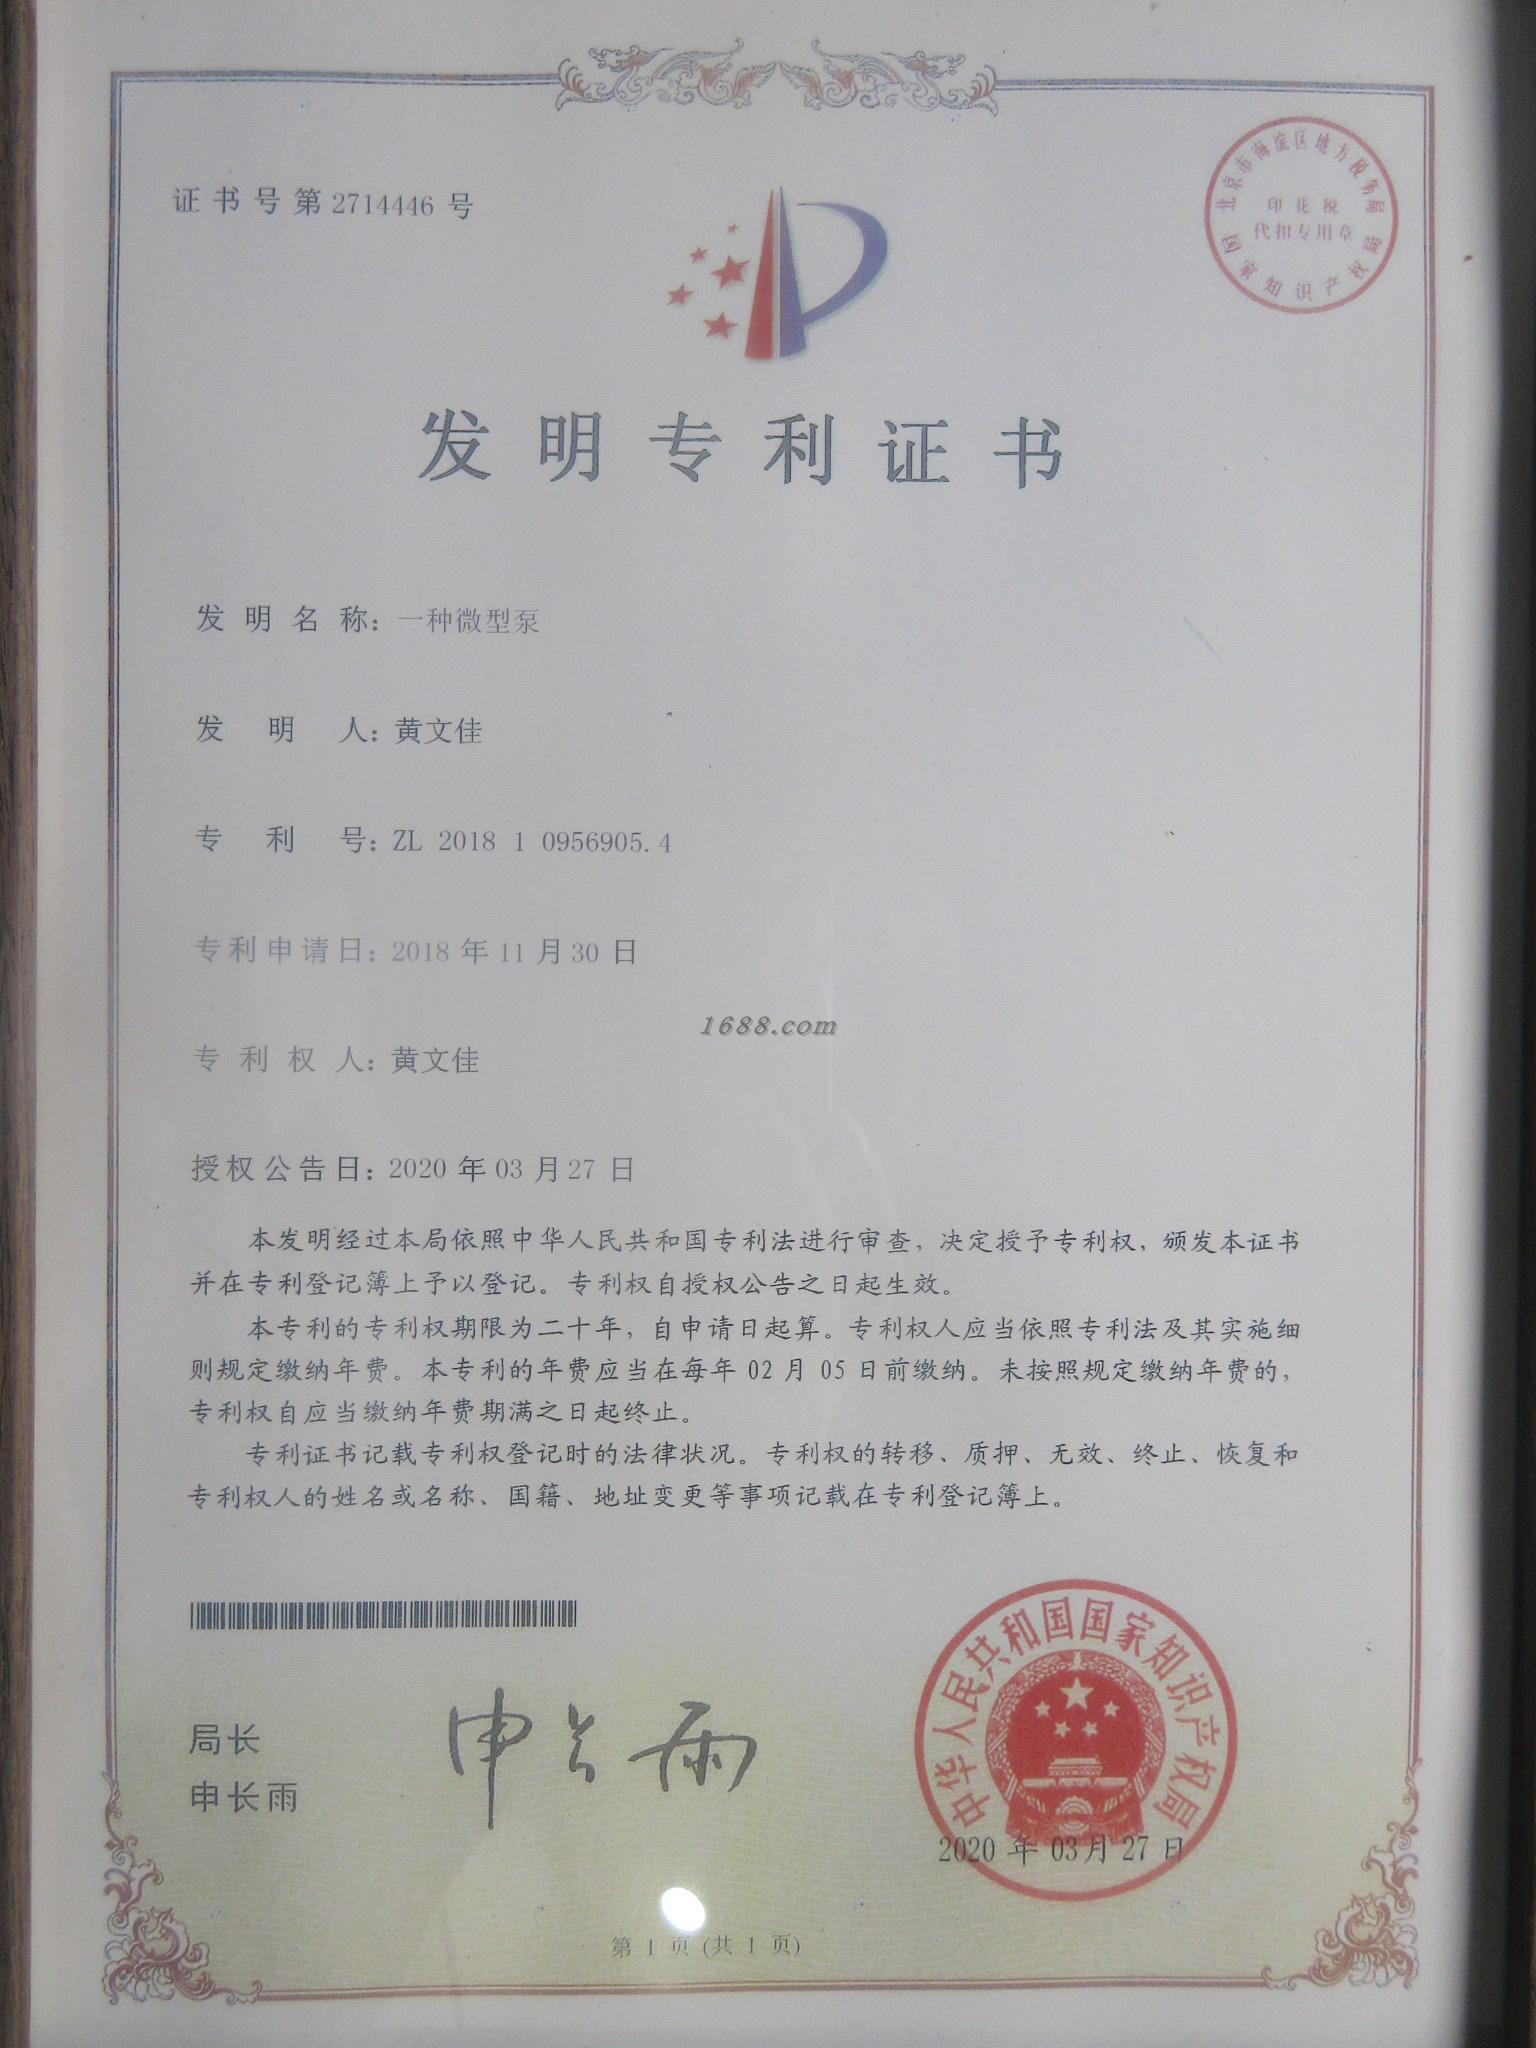 证书号第2714446号
北京市海淀区地方税务局
印花税
代扣专用章
国家知识产权局
发明专利证书
发明名称：一种微型泵
发明人：黄文佳
专利号：ZL 2018 1 0956905.4
专利申请日：2018年11月30日
1688.com
专利权人：黄文佳
授权公告日：2020年03月27日
本发明经过本局依照中华人民共和国专利法进行审查，决定授予专利权，颁发本证书
并在专利登记簿上予以登记。专利权自授权公告之日起生效。
本专利的专利权期限为二十年，自申请日起算。专利权人应当依照专利法及其实施细
则规定缴纳年费。本专利的年费应当在每年02月05日前缴纳。未按照规定缴纳年费的，
专利权自应当缴纳年费期满之日起终止。
专利证书记载专利权登记时的法律状况。专利权的转移、质押、无效、终止、恢复和
专利权人的姓名或名称、国籍、地址变更等事项记载在专利登记簿上。
局长
申长雨
申长雨
中华人民共和国国家知识产权局
2020年03月27日
第1页(共1页)